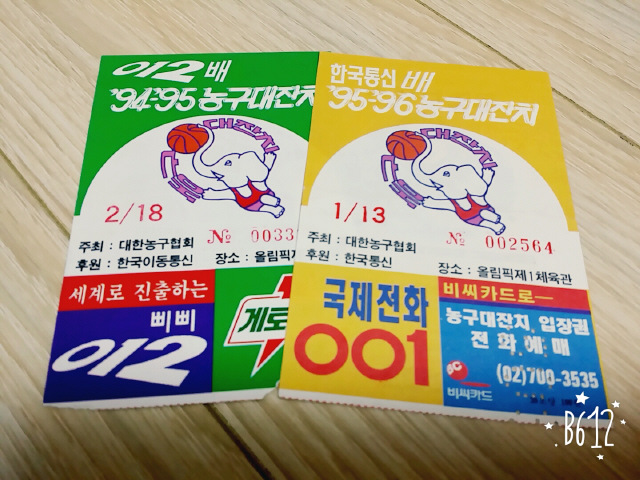 012 배
'94-'95 농구대잔치
대잔치
농구
2/18
№ 0033
주최 : 대한농구협회
후원 : 한국이동통신
장소 : 올림픽제
세계로 진출하는
삐삐
012
게토
한국통신 배
'95-'96 농구대잔치
대잔치
농구
1/13
№ 002564
주최 : 대한농구협회
후원 : 한국통신
장소 : 올림픽제1체육관
국제전화
001
비씨카드로
농구대잔치 입장권
전화예매
(02)700-3535
비씨카드
B612